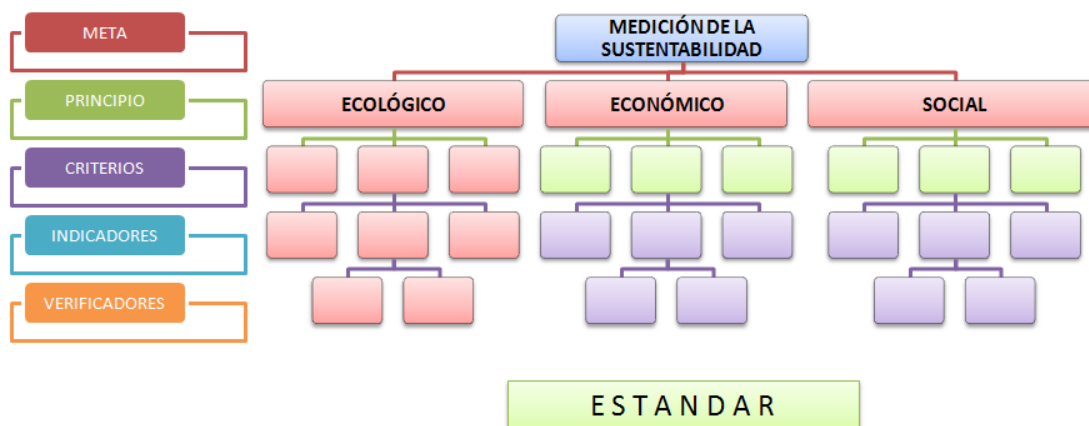 META
PRINCIPIO
CRITERIOS
INDICADORES
VERIFICADORES
MEDICIÓN DE LA
SUSTENTABILIDAD
ECOLÓGICO
ECONÓMICO
SOCIAL
ESTANDAR